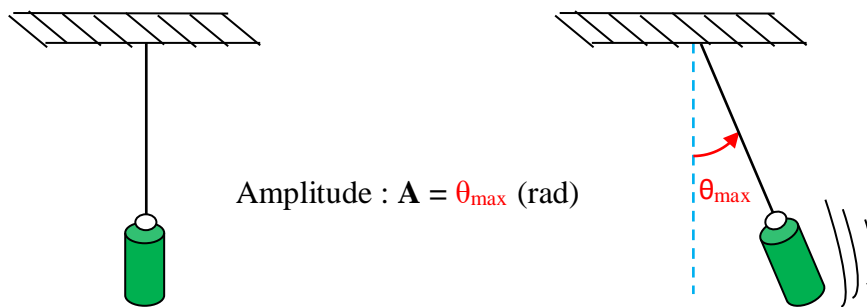 Amplitude : A = θmax (rad)
θmax